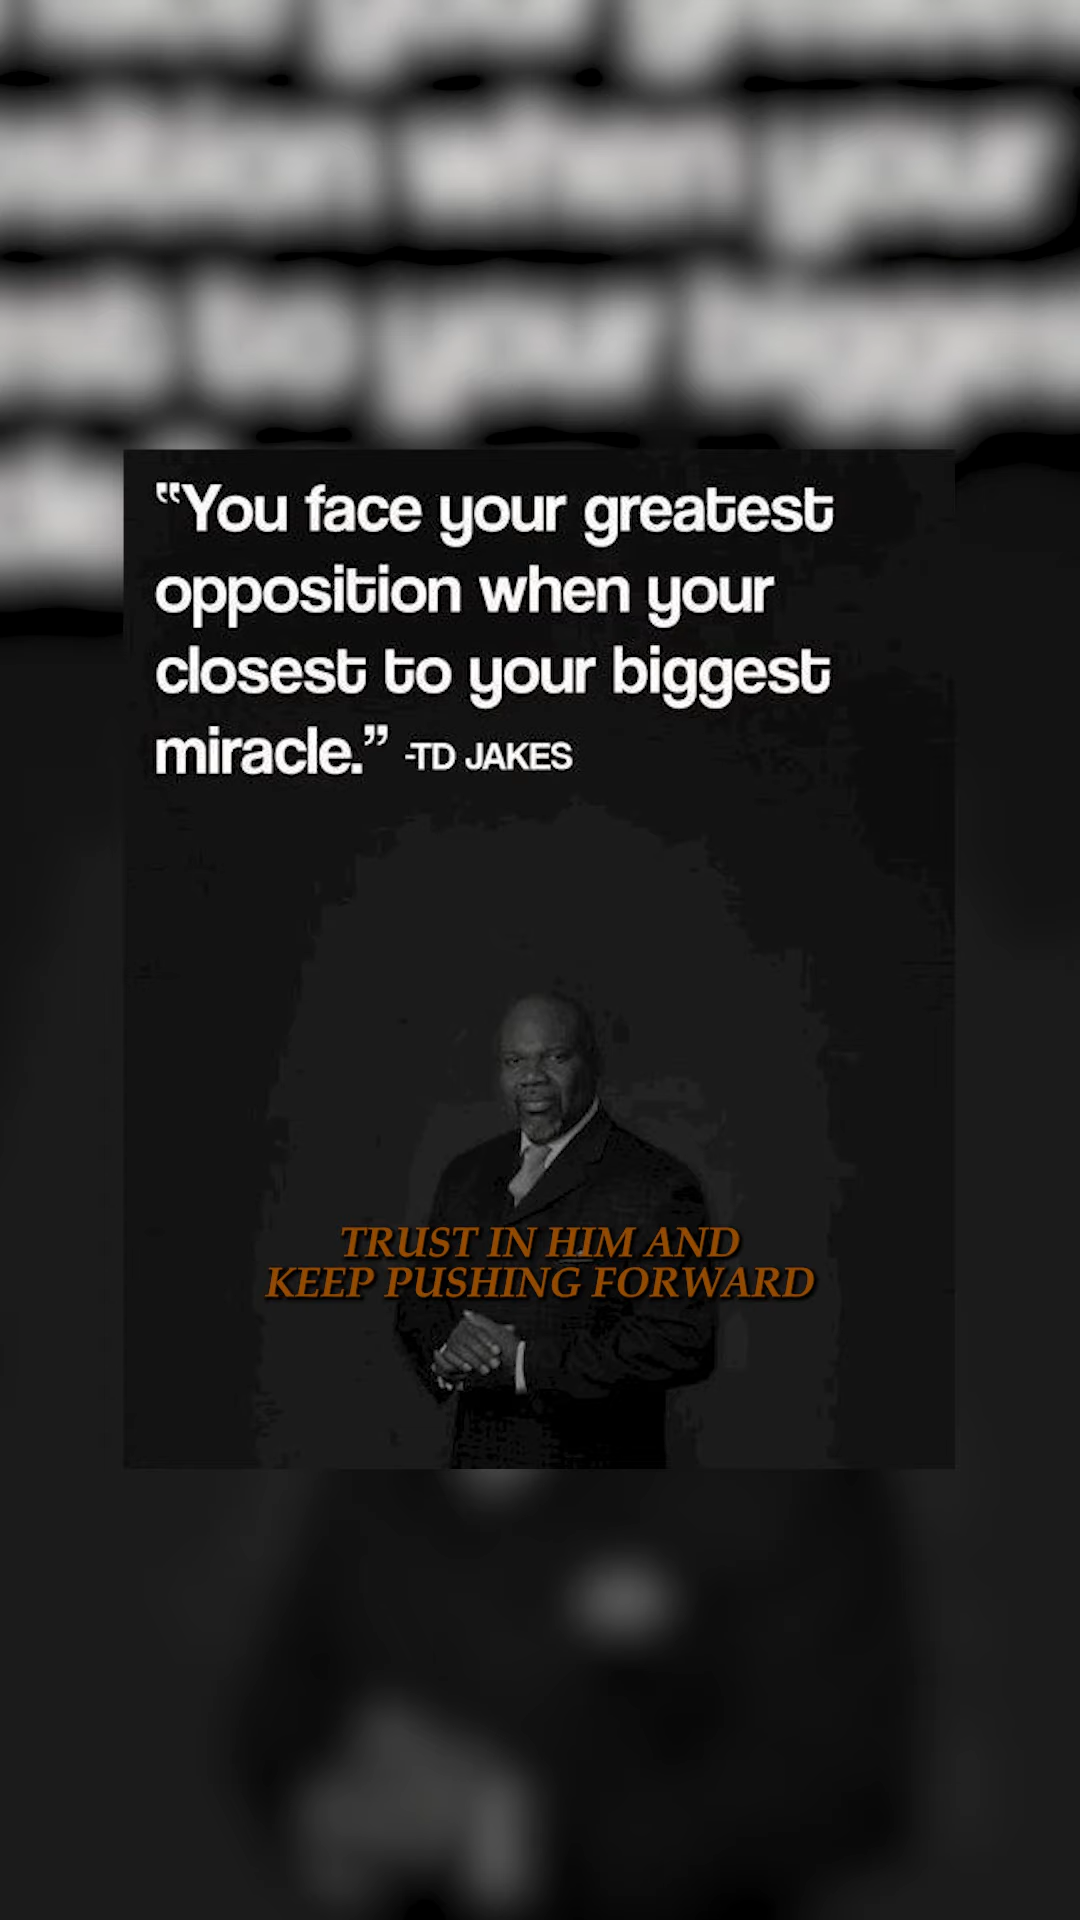 “You face your greatest
opposition when your
closest to your biggest
miracle.” -TD JAKES
TRUST IN HIM AND
KEEP PUSHING FORWARD